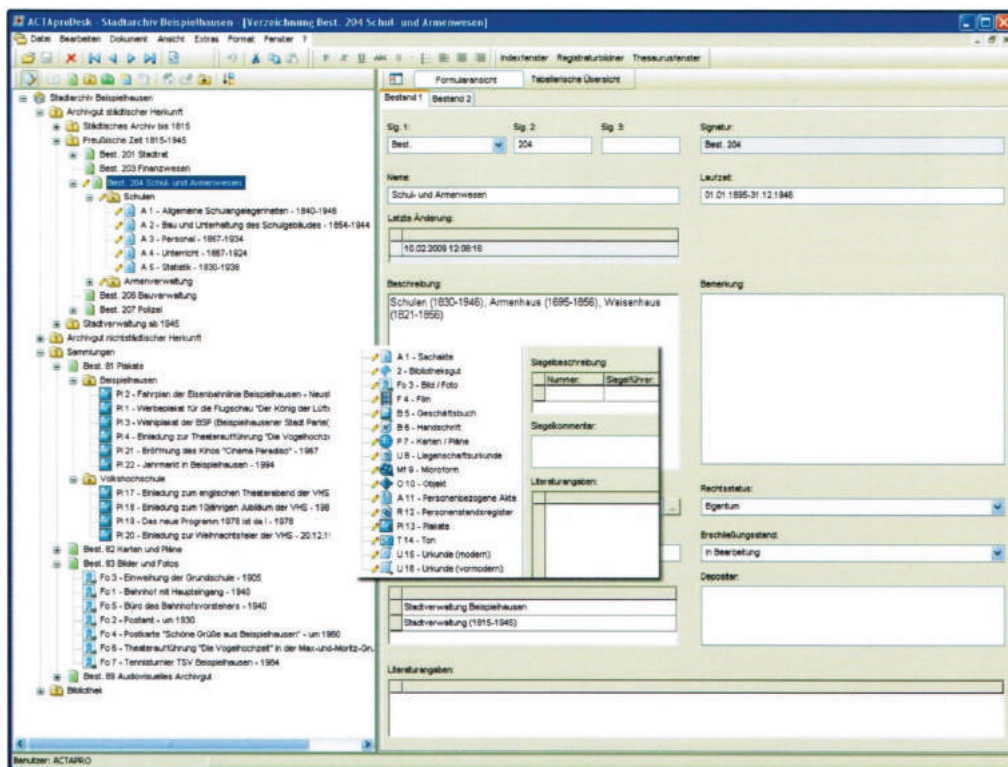 ACTAproDesk - Stadtarchiv Beispielhausen - [Verzeichnung Best. 204 Schul- und Armenwesen]
Datei Bearbeiten Dokument Ansicht Extras Format Fenster ?
Indexfenster Registraturbildner Thesaurusfenster
Stadtarchiv Beispielhausen
Archivgut städtischer Herkunft
Städtisches Archiv bis 1815
Preußische Zeit 1815-1945
Best. 201 Stadtrat
Best. 203 Finanzwesen
Best. 204 Schul- und Armenwesen
Schulen
A 1 - Allgemeine Schulangelegenheiten - 1840-1946
A 2 - Bau und Unterhaltung des Schulgebäudes - 1854-1944
A 3 - Personal - 1867-1934
A 4 - Unterricht - 1867-1924
A 5 - Statistik - 1830-1938
Armenverwaltung
Best. 206 Bauverwaltung
Best. 207 Polizei
Stadtverwaltung ab 1945
Archivgut nichtstädtischer Herkunft
Sammlungen
Best. 81 Plakate
Beispielhausen
Pl 2 - Fahrplan der Eisenbahnlinie Beispielhausen - Neust
Pl 1 - Werbeplakat für die Flugschau "Der König der Lüfte
Pl 3 - Wahlplakat der BSP (Beispielhausener Stadt Partei(
Pl 4 - Einladung zur Theateraufführung "Die Vogelhochz
Pl 21 - Eröffnung des Kinos "Cinema Paradiso" - 1967
Pl 22 - Jahrmarkt in Beispielhausen - 1994
Volkshochschule
Pl 17 - Einladung zum englischen Theaterabend der VHS
Pl 18 - Einladung zum 10jährigen Jubiläum der VHS - 198
Pl 19 - Das neue Programm 1978 ist da ! - 1978
Pl 20 - Einladung zur Weihnachtsfeier der VHS - 20.12.1
Best. 82 Karten und Pläne
Best. 83 Bilder und Fotos
Fo 3 - Einweihung der Grundschule - 1905
Fo 1 - Bahnhof mit Haupteingang - 1940
Fo 5 - Büro des Bahnhofsvorstehers - 1940
Fo 2 - Postamt - um 1930
Fo 4 - Postkarte "Schöne Grüße aus Beispielhausen" - um 1960
Fo 6 - Theateraufführung "Die Vogelhochzeit" in der Max-und-Moritz-Gru
Fo 7 - Tennisturnier TSV Beispielhausen - 1984
Best. 89 Audiovisuelles Archivgut
Bibliothek
Benutzer: ACTAPRO
Formularansicht Tabellarische Übersicht
Bestand 1 Bestand 2
Sig. 1: Sig. 2: Sig. 3: Signatur:
Best. 204 Best. 204
Name: Laufzeit:
Schul- und Armenwesen 01.01.1695-31.12.1946
Letzte Änderung:
10.02.2009 12:08:16
Beschreibung: Bemerkung:
Schulen (1830-1946), Armenhaus (1695-1856), Waisenhaus
(1821-1856)
A 1 - Sachakte
2 - Bibliotheksgut
Fo 3 - Bild / Foto
F 4 - Film
B 5 - Geschäftsbuch
B 6 - Handschrift
P 7 - Karten / Pläne
U 8 - Liegenschaftsurkunde
Mf 9 - Microform
O 10 - Objekt
A 11 - Personenbezogene Akte
R 12 - Personenstandsregister
Pl 13 - Plakate
T 14 - Ton
U 15 - Urkunde (modern)
U 16 - Urkunde (vormodern)
Siegelbeschreibung
Nummer: Siegelführer:
Siegelkommentar:
Literaturangaben:
Rechtsstatus:
...
Eigentum
Erschließungsstand:
In Bearbeitung
Depositar:
Stadtverwaltung Beispielhausen
Stadtverwaltung (1815-1945)
Literaturangaben: